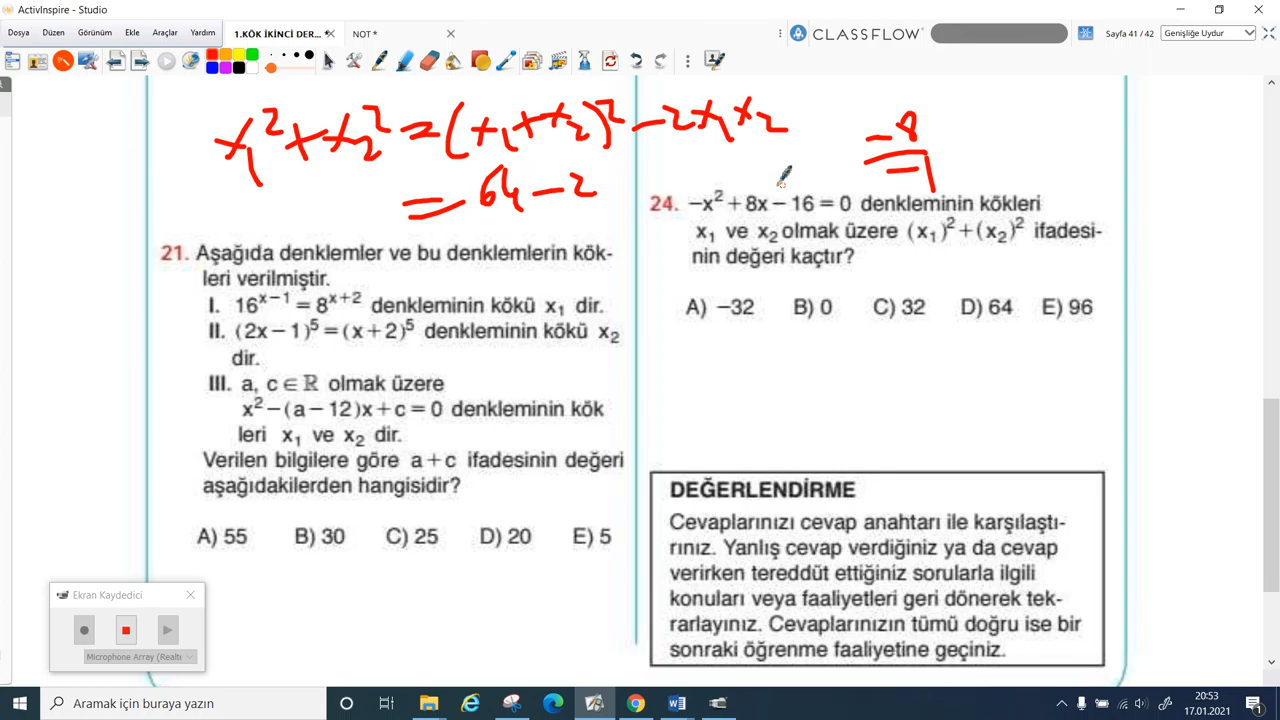 ActivInspire - Studio
Dosya Düzen Görünüm Ekle Araçlar Yardım
1.KÖK İKİNCİ DER... NOT *
CLASSFLOW
Sayfa 41 / 42 Genişliğe Uydur
x₁² + x₂² = (x₁ + x₂)² - 2x₁x₂
= 64 - 2
-8
21. Aşağıda denklemler ve bu denklemlerin kök-
leri verilmiştir.
I. 16ˣ⁻¹ = 8ˣ⁺² denkleminin kökü x₁ dir.
II. (2x − 1)⁵ = (x + 2)⁵ denkleminin kökü x₂
dir.
III. a, c ∈ ℝ olmak üzere
x² − (a − 12)x + c = 0 denkleminin kök
leri x₁ ve x₂ dir.
Verilen bilgilere göre a + c ifadesinin değeri
aşağıdakilerden hangisidir?
A) 55 B) 30 C) 25 D) 20 E) 5
24. −x² + 8x − 16 = 0 denkleminin kökleri
x₁ ve x₂ olmak üzere (x₁)² + (x₂)² ifadesi-
nin değeri kaçtır?
A) −32 B) 0 C) 32 D) 64 E) 96
DEĞERLENDİRME
Cevaplarınızı cevap anahtarı ile karşılaştı-
rınız. Yanlış cevap verdiğiniz ya da cevap
verirken tereddüt ettiğiniz sorularla ilgili
konuları veya faaliyetleri geri dönerek tek-
rarlayınız. Cevaplarınızın tümü doğru ise bir
sonraki öğrenme faaliyetine geçiniz.
Ekran Kaydedici
Microphone Array (Realt
Aramak için buraya yazın
20:53
17.01.2021